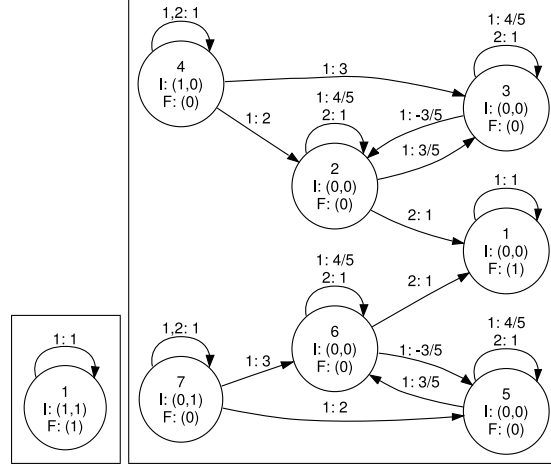 1,2: 1
4
I: (1,0)
F: (0)
1: 3
1: 2
1: 4/5
2: 1
3
I: (0,0)
F: (0)
1: 4/5
2: 1
2
I: (0,0)
F: (0)
1: -3/5
1: 3/5
2: 1
1: 1
1
I: (0,0)
F: (1)
1: 4/5
2: 1
6
I: (0,0)
F: (0)
2: 1
1: 1
1
I: (1,1)
F: (1)
1,2: 1
7
I: (0,1)
F: (0)
1: 3
1: 2
1: -3/5
1: 3/5
1: 4/5
2: 1
5
I: (0,0)
F: (0)